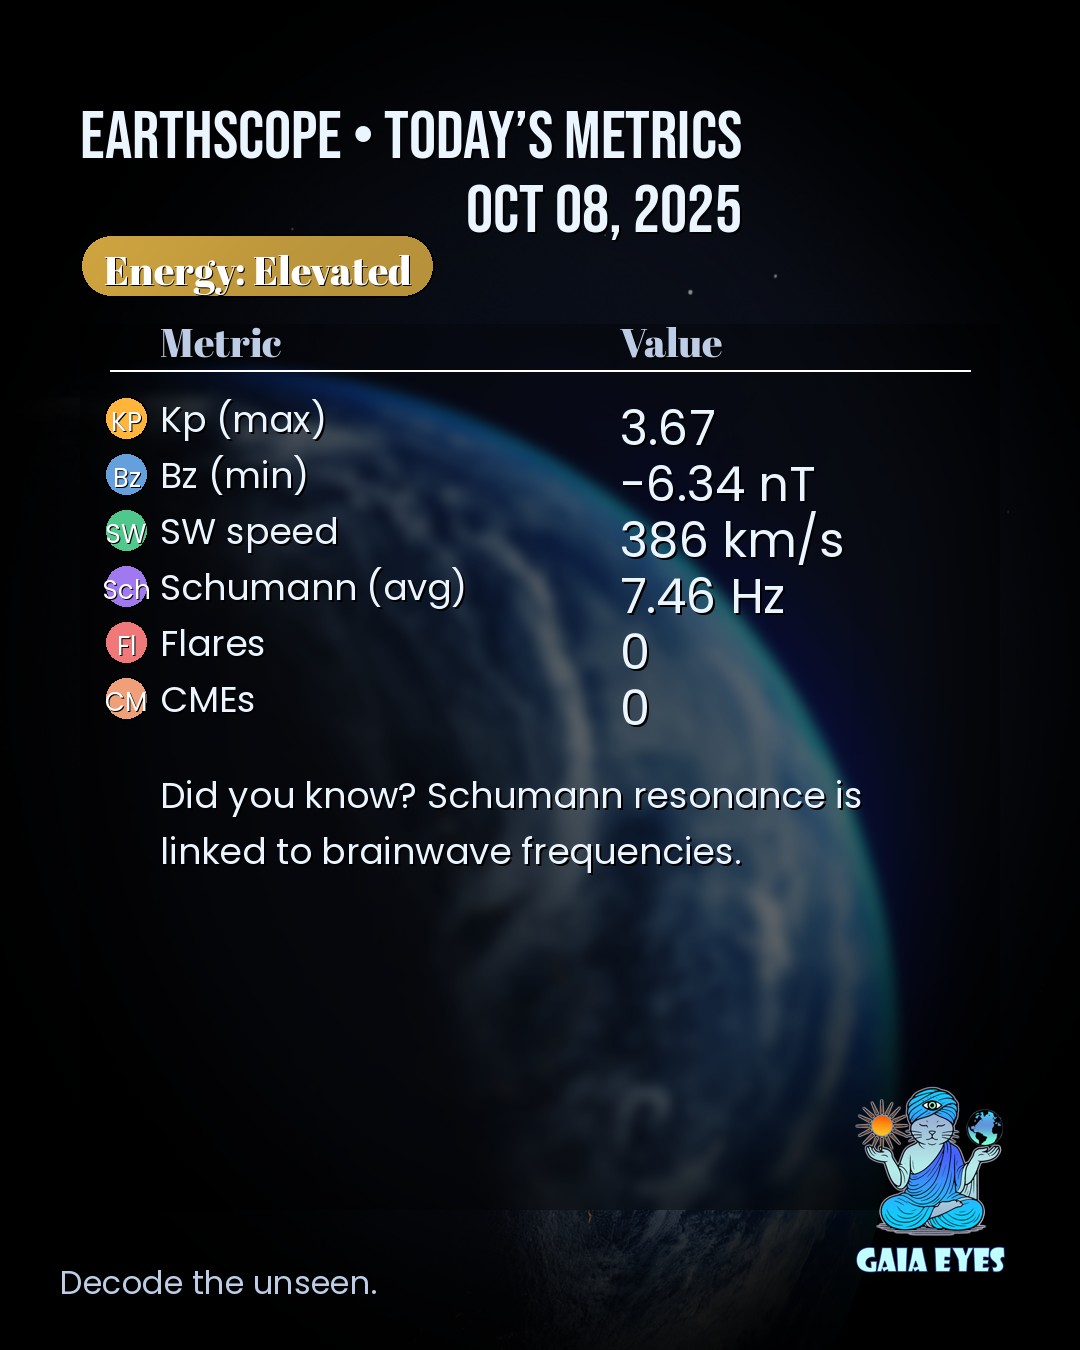 EARTHSCOPE • TODAY’S METRICS
OCT 08, 2025
Energy: Elevated
Metric Value
KP Kp (max) 3.67
Bz Bz (min) −6.34 nT
SW SW speed 386 km/s
Sch Schumann (avg) 7.46 Hz
Fl Flares 0
CM CMEs 0
Did you know? Schumann resonance is
linked to brainwave frequencies.
GAIA EYES
Decode the unseen.